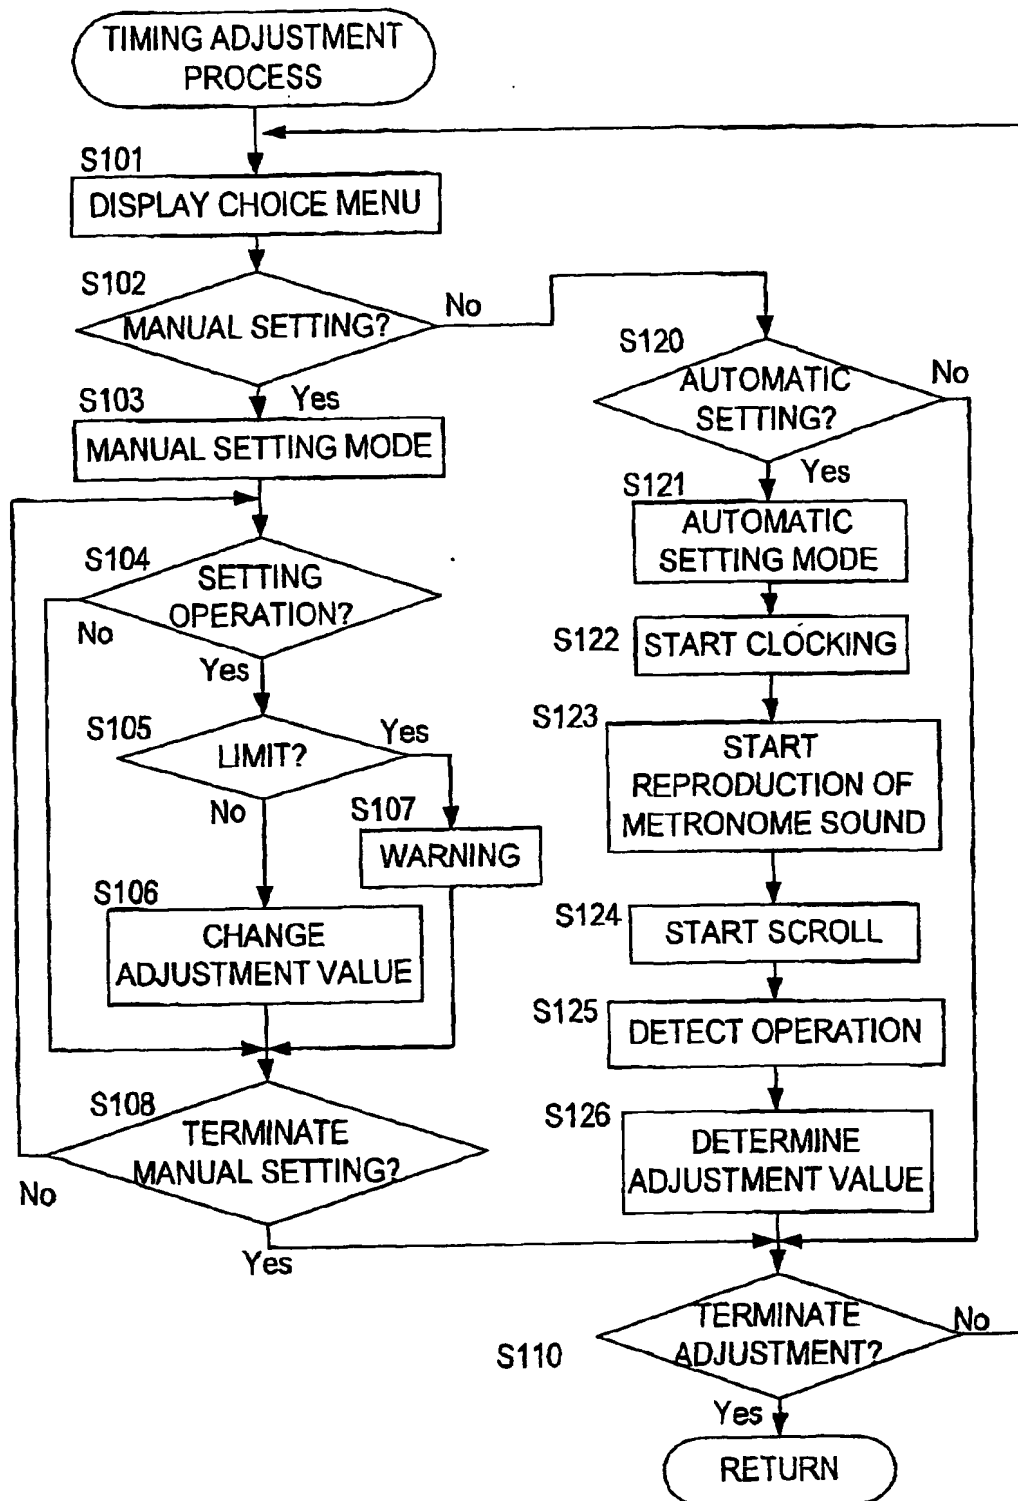 TIMING ADJUSTMENT
PROCESS
S101
DISPLAY CHOICE MENU
S102
MANUAL SETTING?
No
Yes
S103
MANUAL SETTING MODE
S104
SETTING
OPERATION?
No
Yes
S105
LIMIT?
Yes
No
S107
WARNING
S106
CHANGE
ADJUSTMENT VALUE
S108
TERMINATE
MANUAL SETTING?
No
Yes
S120
AUTOMATIC
SETTING?
No
Yes
S121
AUTOMATIC
SETTING MODE
S122
START CLOCKING
S123
START
REPRODUCTION OF
METRONOME SOUND
S124
START SCROLL
S125
DETECT OPERATION
S126
DETERMINE
ADJUSTMENT VALUE
S110
TERMINATE
ADJUSTMENT?
No
Yes
RETURN